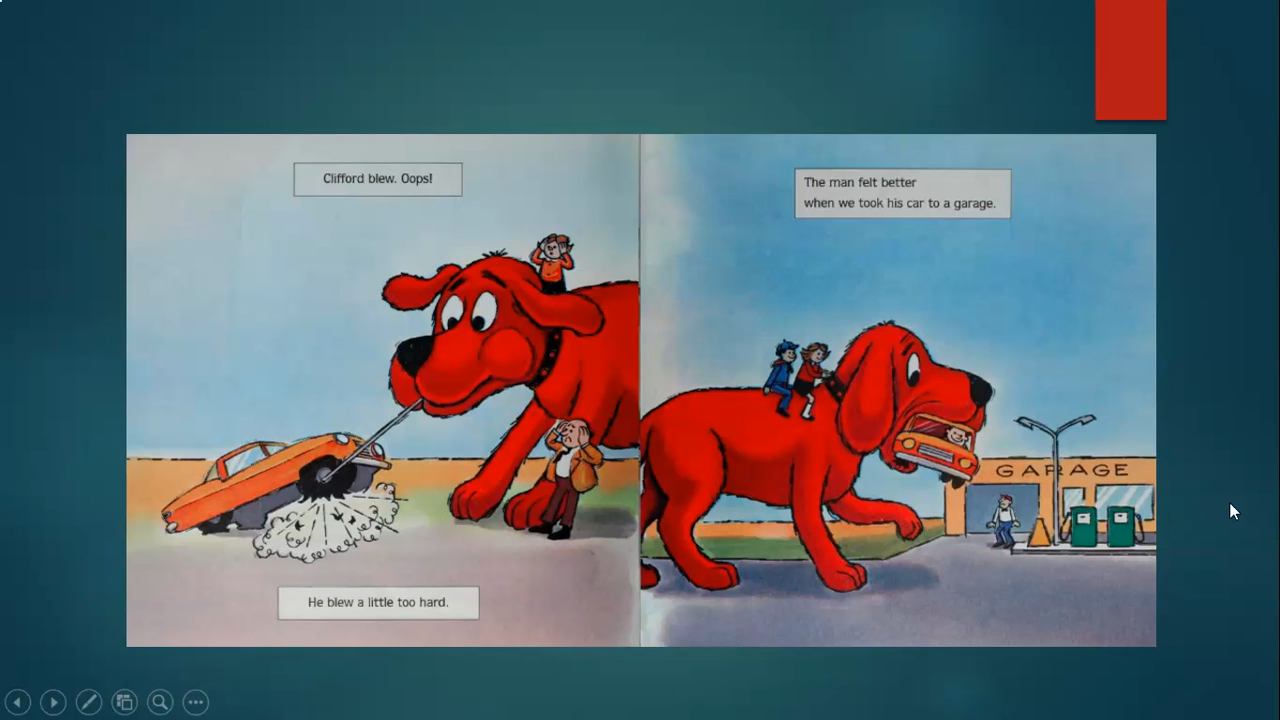 Clifford blew. Oops!
He blew a little too hard.
The man felt better
when we took his car to a garage.
GARAGE